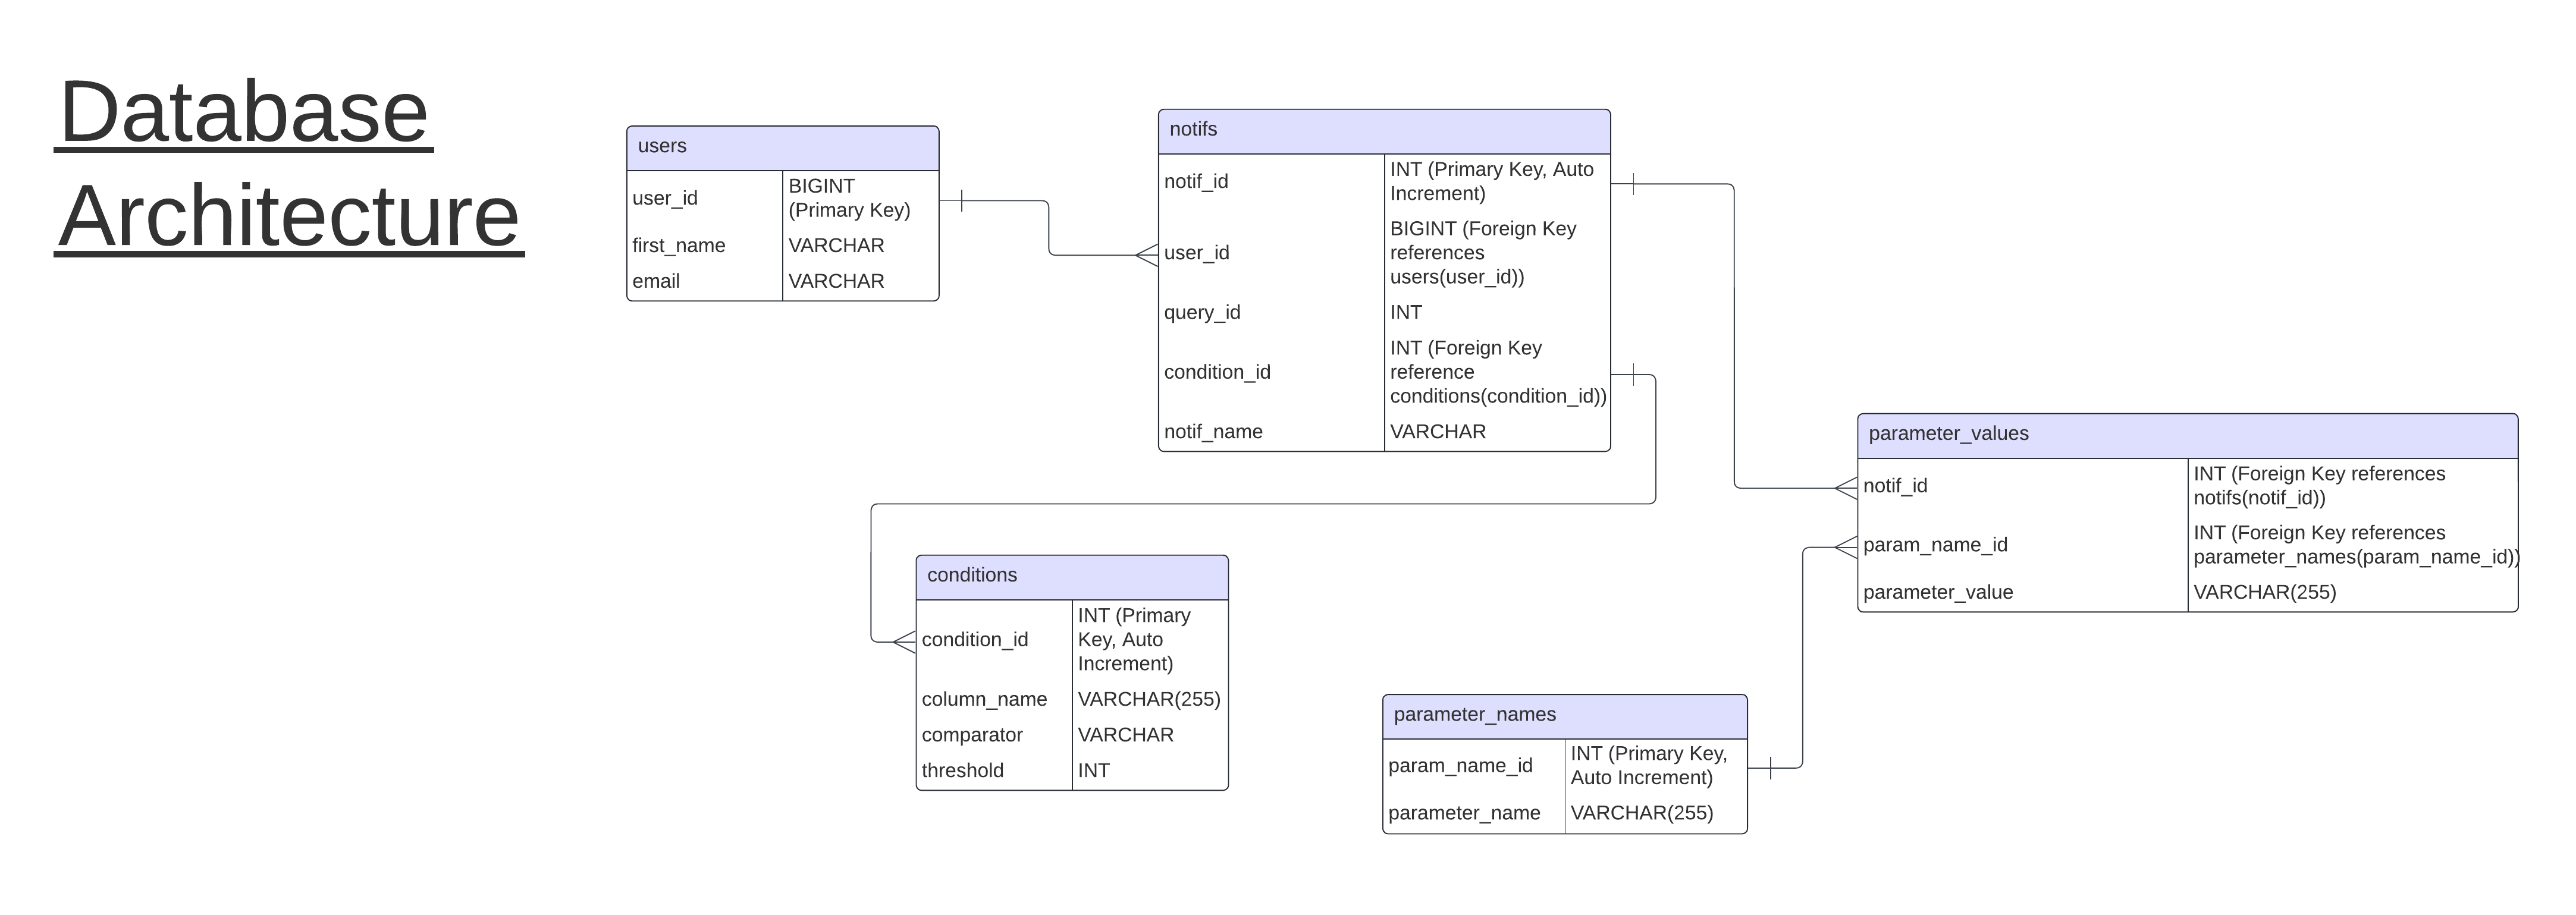 Database
Architecture
users
user_id
BIGINT
(Primary Key)
first_name
VARCHAR
email
VARCHAR
notifs
notif_id
INT (Primary Key, Auto
Increment)
user_id
BIGINT (Foreign Key
references
users(user_id))
query_id
INT
condition_id
INT (Foreign Key
reference
conditions(condition_id))
notif_name
VARCHAR
parameter_values
notif_id
INT (Foreign Key references
notifs(notif_id))
param_name_id
INT (Foreign Key references
parameter_names(param_name_id))
parameter_value
VARCHAR(255)
conditions
condition_id
INT (Primary
Key, Auto
Increment)
column_name
VARCHAR(255)
comparator
VARCHAR
threshold
INT
parameter_names
param_name_id
INT (Primary Key,
Auto Increment)
parameter_name
VARCHAR(255)